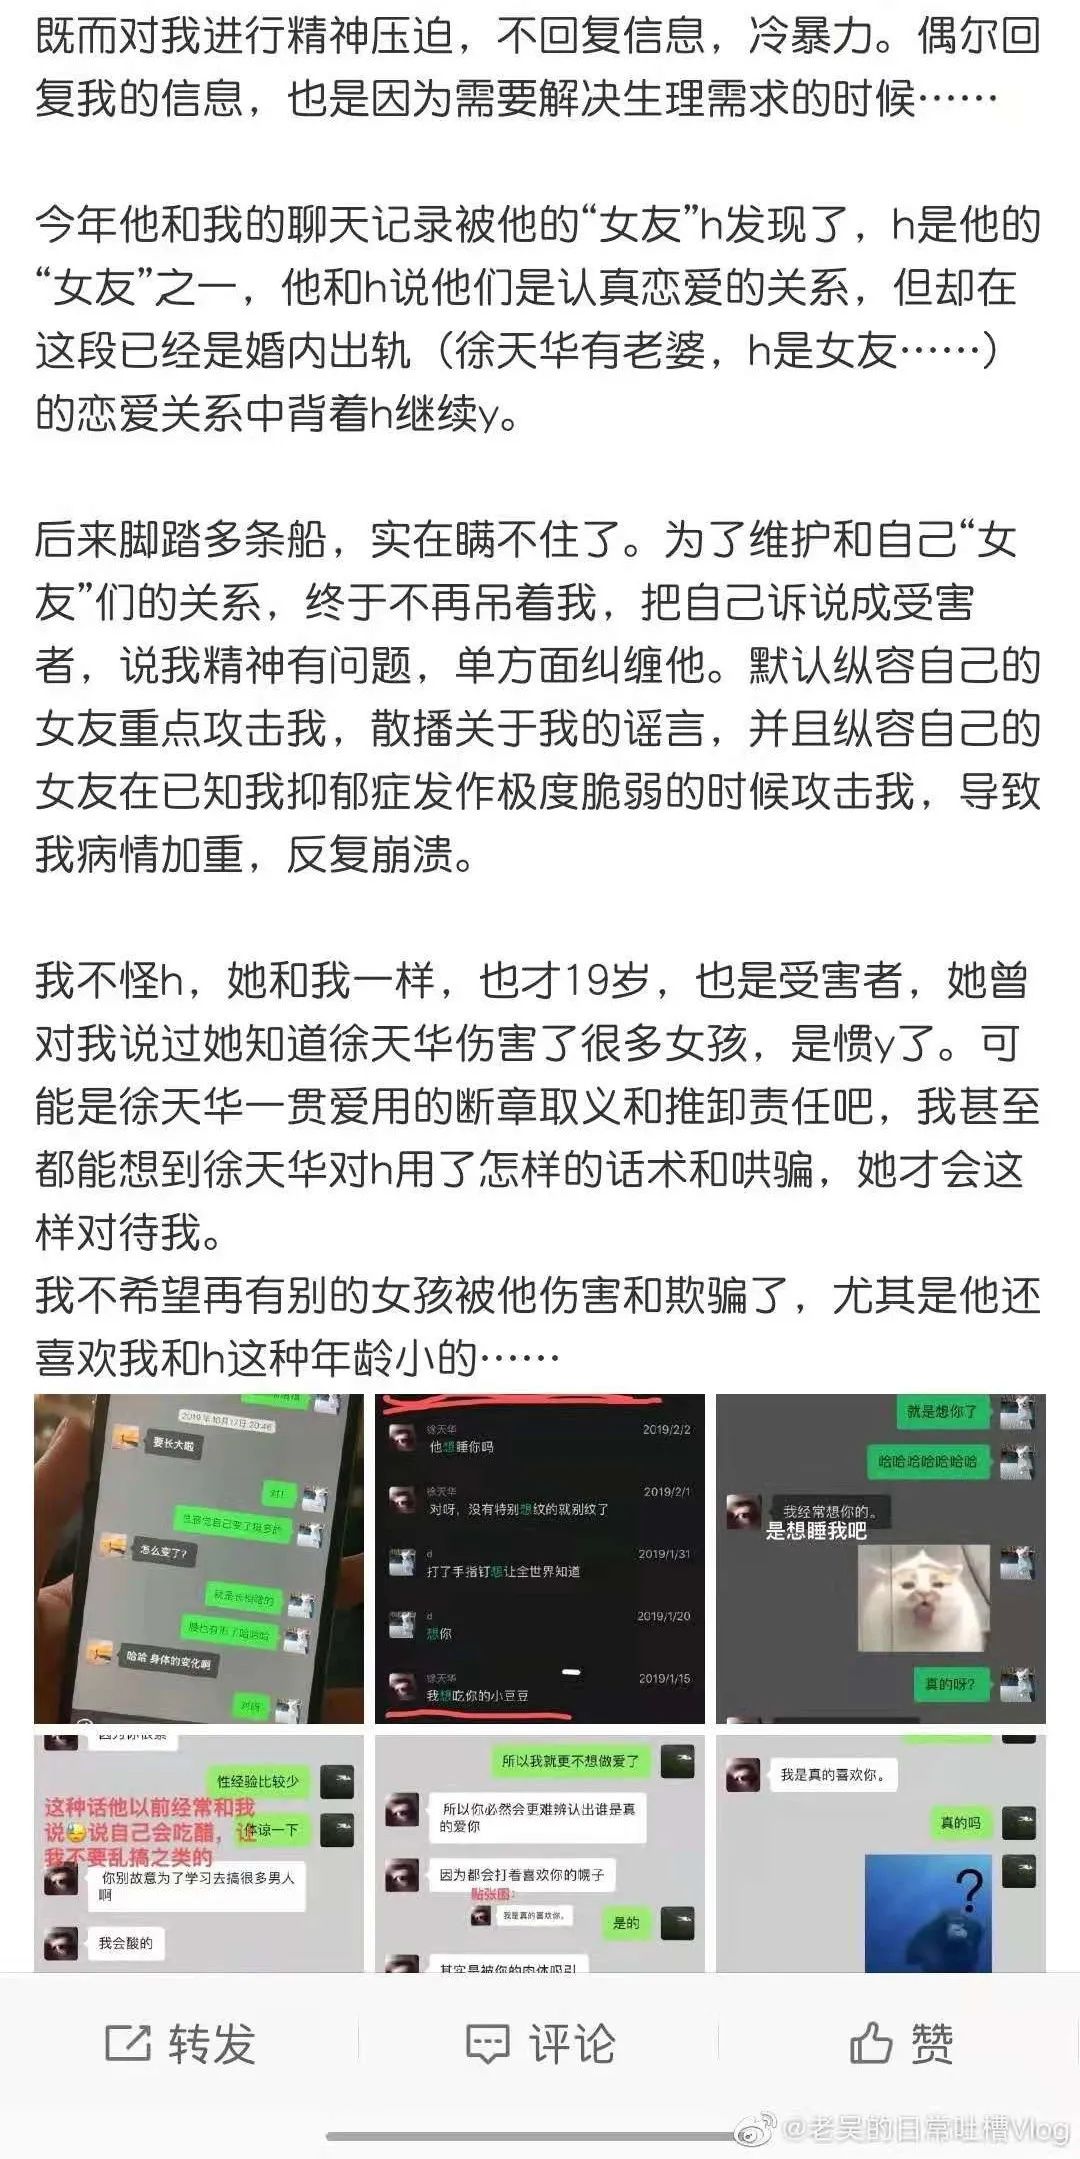 既而对我进行精神压迫，不回复信息，冷暴力。偶尔回
复我的信息，也是因为需要解决生理需求的时候……
今年他和我的聊天记录被他的“女友”h发现了，h是他的
“女友”之一，他和h说他们是认真恋爱的关系，但却在
这段已经是婚内出轨（徐天华有老婆，h是女友……）
的恋爱关系中背着h继续y。
后来脚踏多条船，实在瞒不住了。为了维护和自己“女
友”们的关系，终于不再吊着我，把自己诉说成受害
者，说我精神有问题，单方面纠缠他。默认纵容自己的
女友重点攻击我，散播关于我的谣言，并且纵容自己的
女友在已知我抑郁症发作极度脆弱的时候攻击我，导致
我病情加重，反复崩溃。
我不怪h，她和我一样，也才19岁，也是受害者，她曾
对我说过她知道徐天华伤害了很多女孩，是惯y了。可
能是徐天华一贯爱用的断章取义和推卸责任吧，我甚至
都能想到徐天华对h用了怎样的话术和哄骗，她才会这
样对待我。
我不希望再有别的女孩被他伤害和欺骗了，尤其是他还
喜欢我和h这种年龄小的……
2019年10月17日 20:46
要长大啦
对!
总感觉自己变了挺多的
怎么变了?
就是长相啥的
腰也有形了哈哈哈
哈哈 身体的变化啊
对呀
徐天华 2019/2/2
他想睡你吗
徐天华 2019/2/1
对呀，没有特别想纹的就别纹了
d 2019/1/31
打了手指钉想让全世界知道
d 2019/1/20
想你
徐天华 2019/1/15
我想吃你的小豆豆
就是想你了
哈哈哈哈哈哈哈
我经常想你的。
是想睡我吧
真的呀?
性经验比较少
这种话他以前经常和我
说😓说自己会吃醋，让
我不要乱搞之类的
体谅一下
你别故意为了学习去搞很多男人
啊
我会酸的
所以我就更不想做爱了
所以你必然会更难辨认出谁是真
的爱你
因为都会打着喜欢你的幌子
贴张图：
我是真的喜欢你。
是的
其实是被你的肉体吸引
我是真的喜欢你。
真的吗
?
转发
评论
赞
@老吴的日常吐槽Vlog